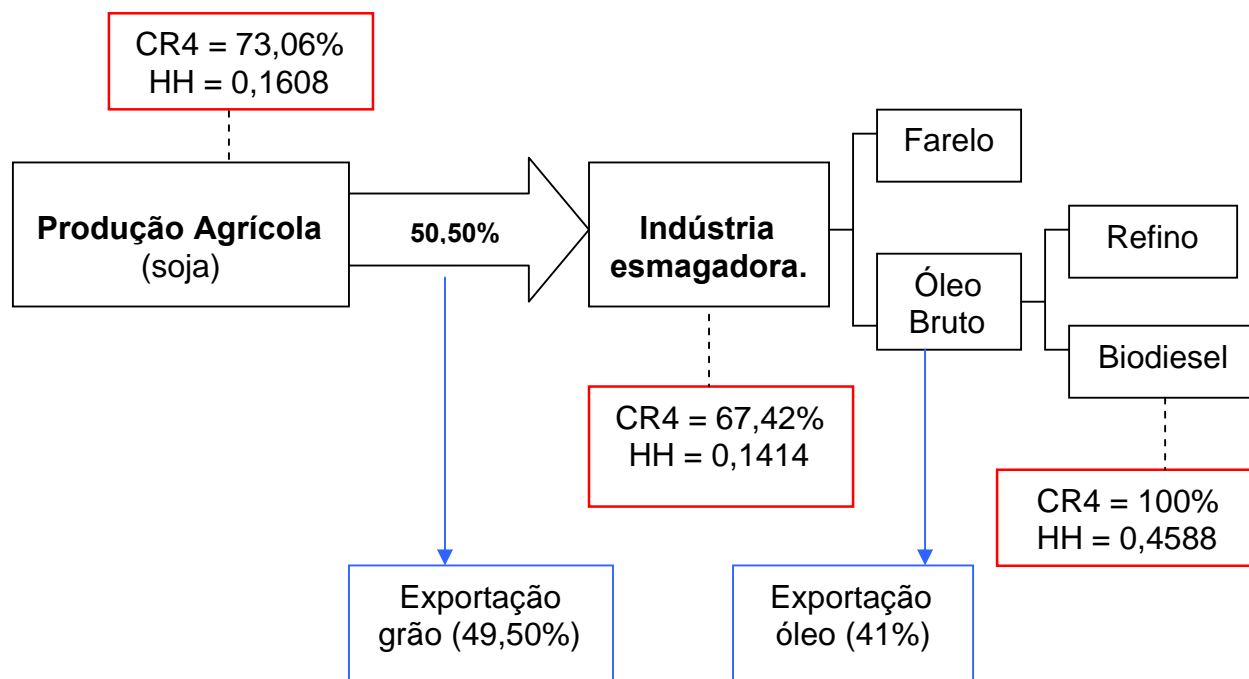 CR4 = 73,06%
HH = 0,1608
Produção Agrícola
(soja)
50,50%
Indústria
esmagadora.
Farelo
Óleo
Bruto
Refino
Biodiesel
CR4 = 67,42%
HH = 0,1414
CR4 = 100%
HH = 0,4588
Exportação
grão (49,50%)
Exportação
óleo (41%)